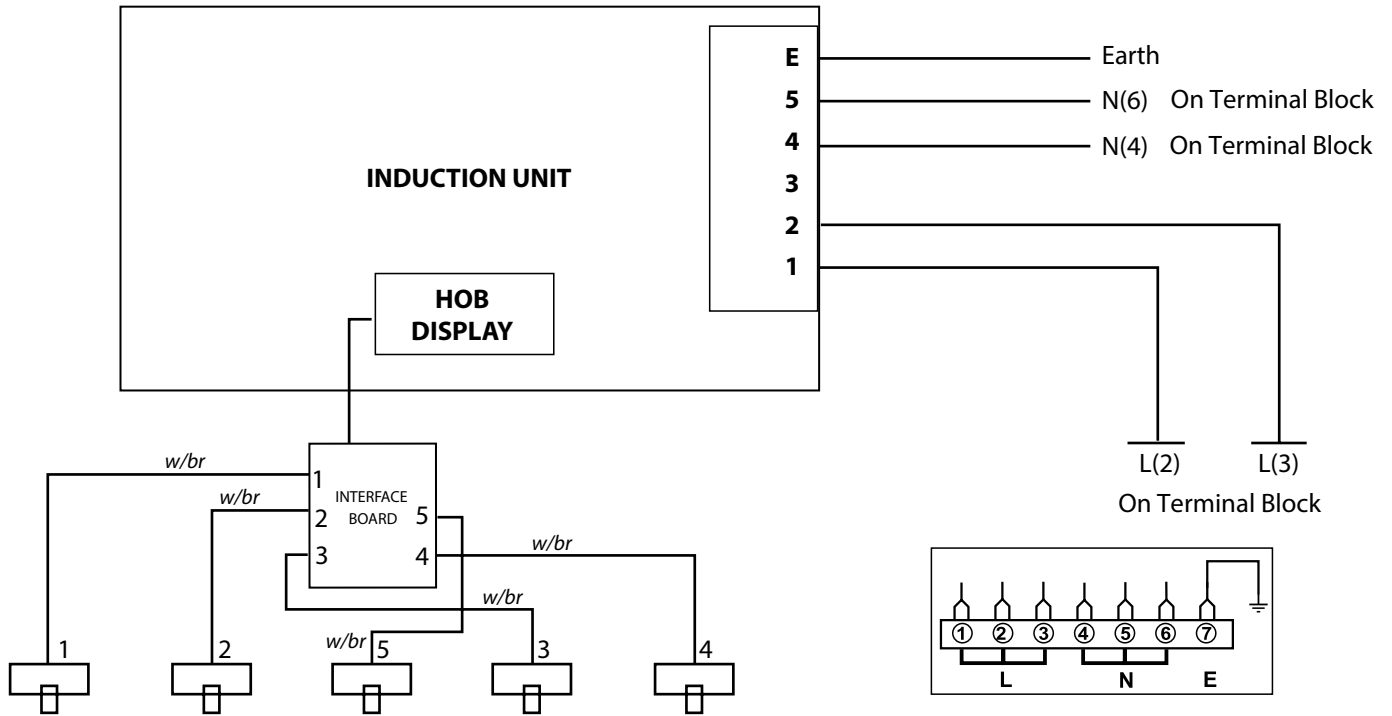 E
Earth
5
N(6) On Terminal Block
4
N(4) On Terminal Block
INDUCTION UNIT
3
2
1
HOB
DISPLAY
L(2)
L(3)
On Terminal Block
w/br
1
w/br
2
INTERFACE
BOARD
5
3
4
w/br
w/br
w/br
1
2
5
3
4
1
2
3
4
5
6
7
L
N
E